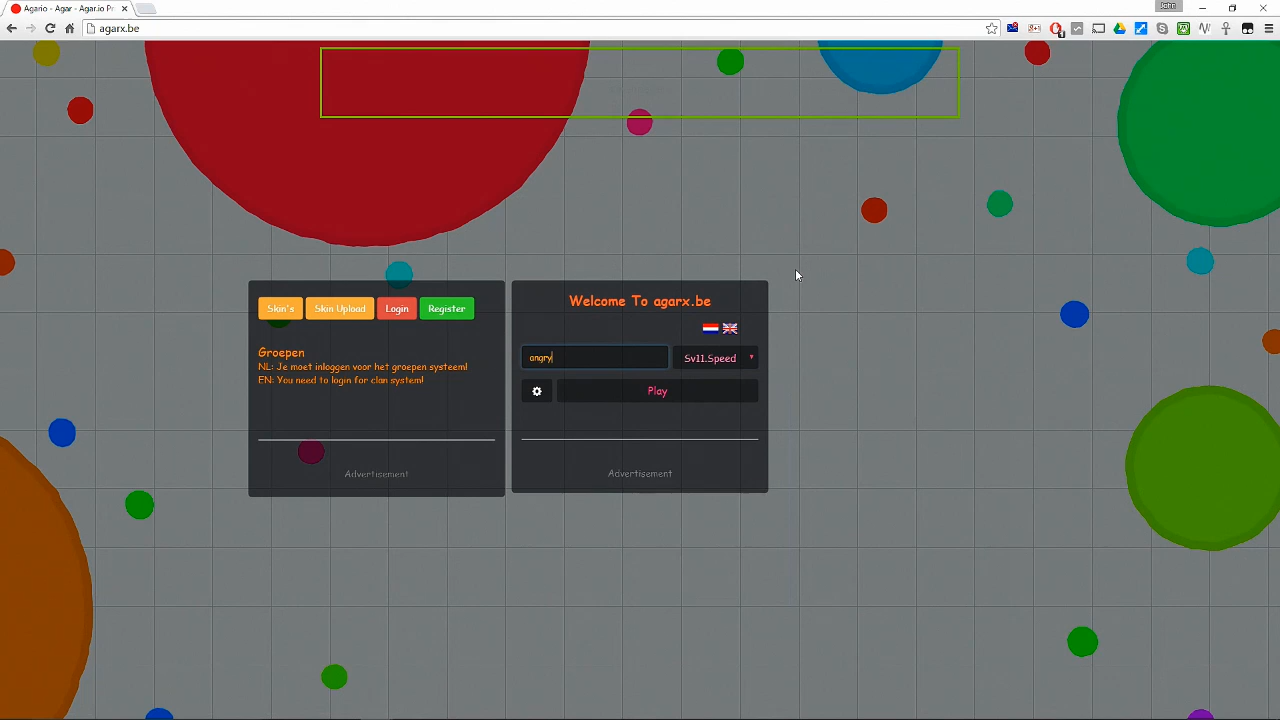 Agario - Agar - Agar.io Pr
John
agarx.be
Skin's
Skin Upload
Login
Register
Groepen
NL: Je moet inloggen voor het groepen systeem!
EN: You need to login for clan system!
Advertisement
Welcome To agarx.be
angry
Sv11.Speed
Play
Advertisement